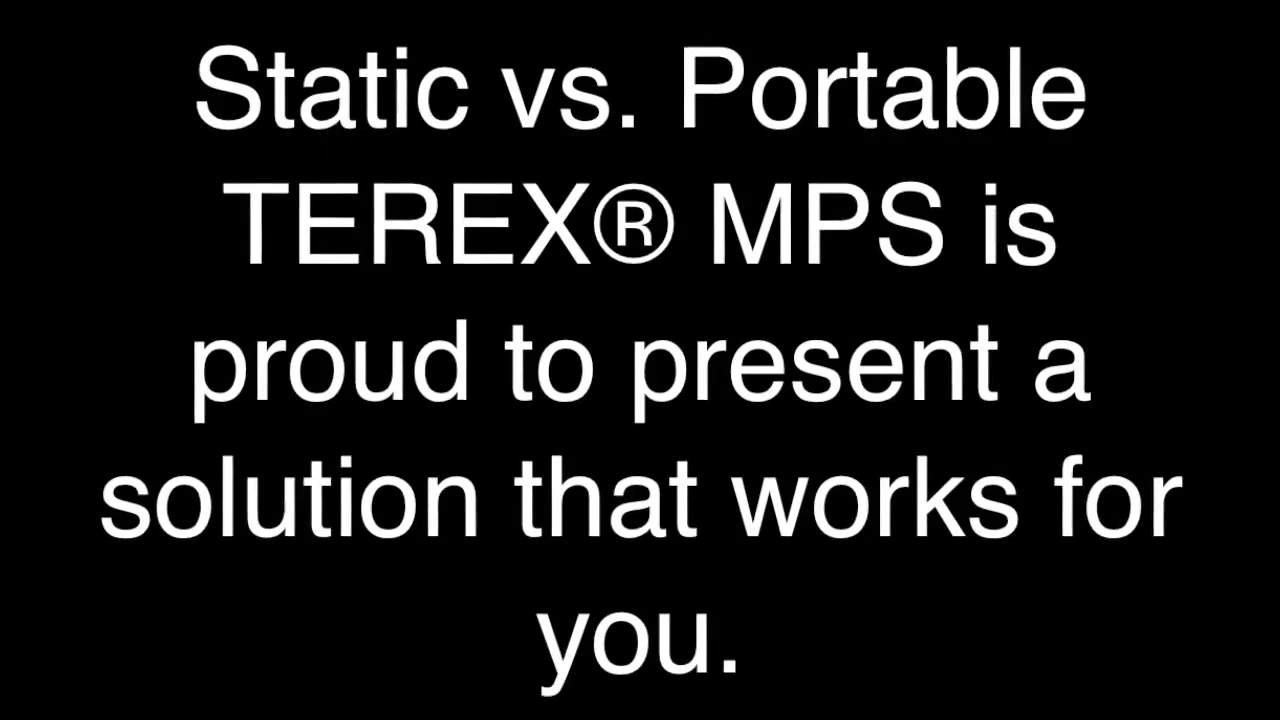 Static vs. Portable
TEREX® MPS is
proud to present a
solution that works for
you.